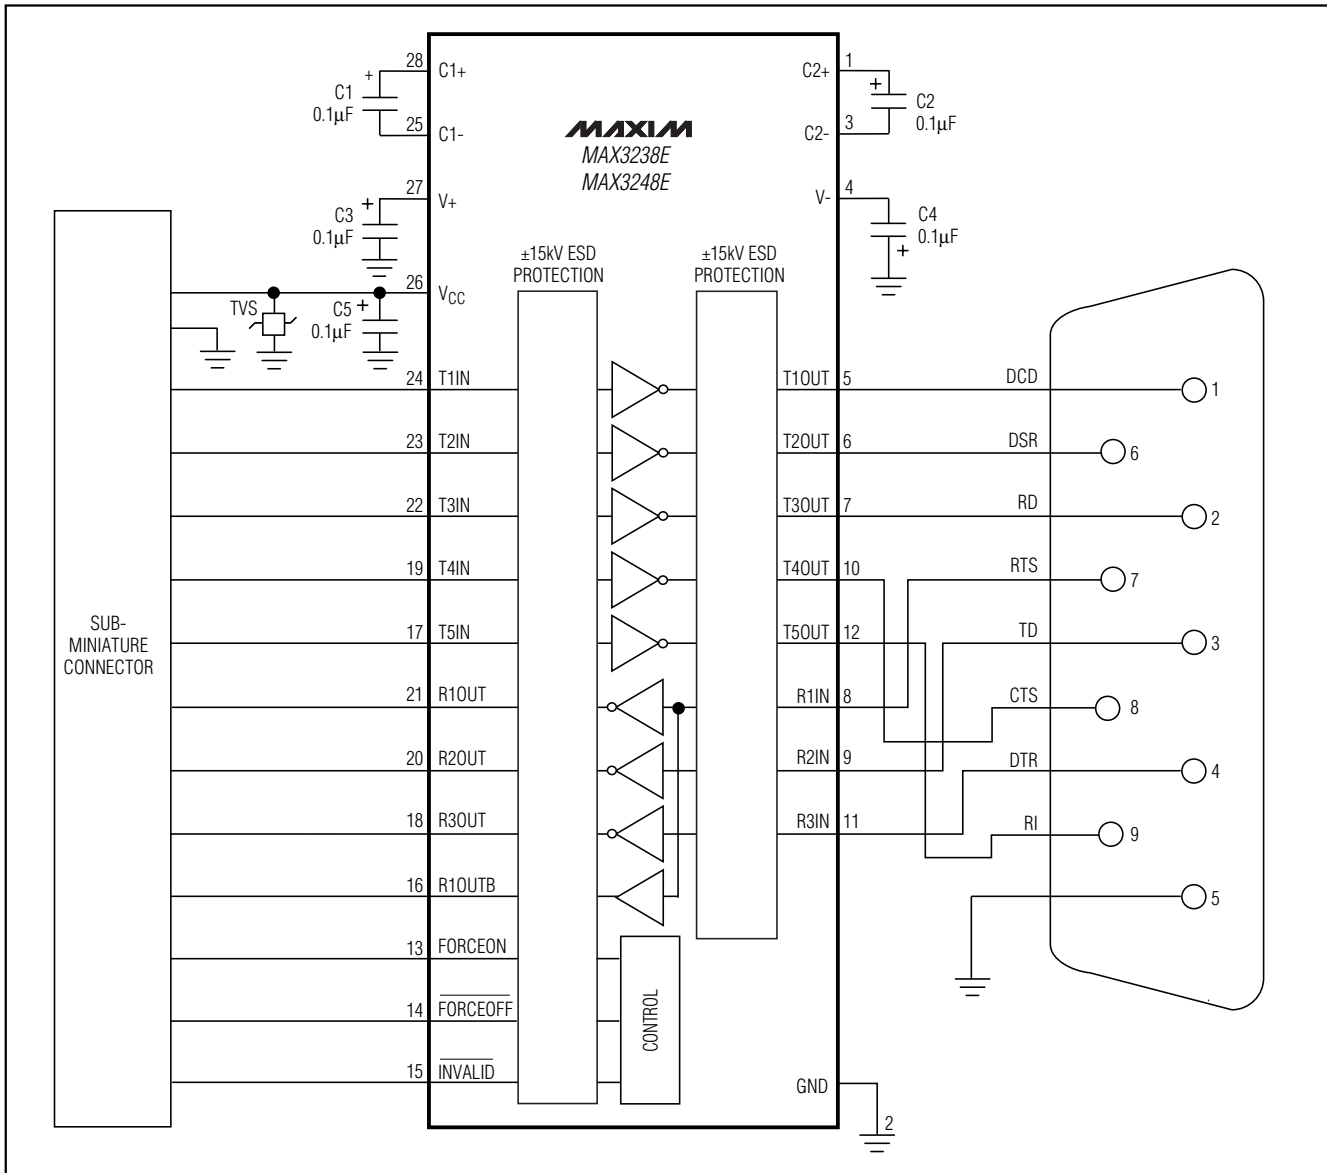 28
C1+
+
C1
0.1µF
25
C1-
C2+
1
+
C2
0.1µF
C2-
3
MAXIM
MAX3238E
MAX3248E
27
V+
+
C3
0.1µF
V-
4
C4
0.1µF
+
±15kV ESD
PROTECTION
±15kV ESD
PROTECTION
26
VCC
TVS
C5
+
0.1µF
24
T1IN
T1OUT
5
DCD
1
23
T2IN
T2OUT
6
DSR
6
22
T3IN
T3OUT
7
RD
2
19
T4IN
T4OUT
10
RTS
7
SUB-
MINIATURE
CONNECTOR
17
T5IN
T5OUT
12
TD
3
21
R1OUT
R1IN
8
CTS
8
20
R2OUT
R2IN
9
DTR
4
18
R3OUT
R3IN
11
RI
9
16
R1OUTB
5
13
FORCEON
14
FORCEOFF
CONTROL
15
INVALID
GND
2